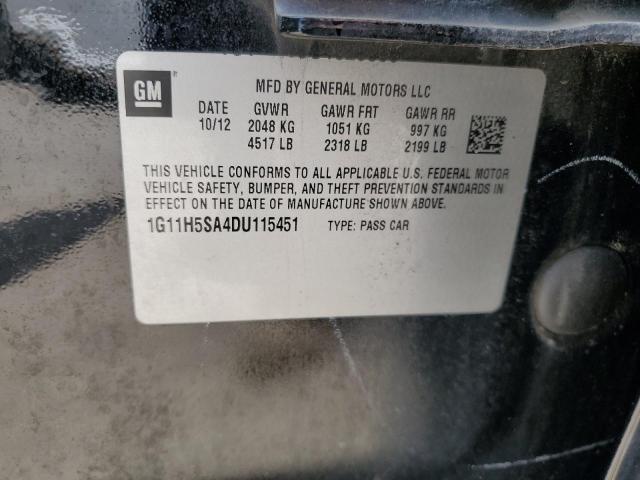 GM
MFD BY GENERAL MOTORS LLC
DATE GVWR GAWR FRT GAWR RR
10/12 2048 KG 1051 KG 997 KG
4517 LB 2318 LB 2199 LB
THIS VEHICLE CONFORMS TO ALL APPLICABLE U.S. FEDERAL MOTOR
VEHICLE SAFETY, BUMPER, AND THEFT PREVENTION STANDARDS IN
EFFECT ON THE DATE OF MANUFACTURE SHOWN ABOVE.
1G11H5SA4DU115451 TYPE: PASS CAR